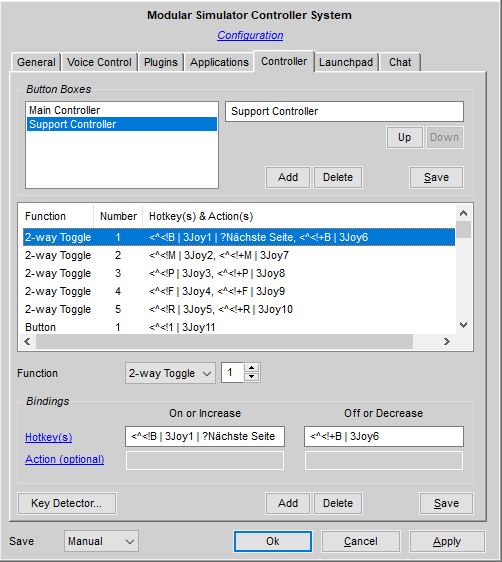 Modular Simulator Controller System
Configuration
General Voice Control Plugins Applications Controller Launchpad Chat
Button Boxes
Main Controller
Support Controller
Support Controller
Up Down
Add Delete Save
Function Number Hotkey(s) & Action(s)
2-way Toggle 1 <^<!B | 3Joy1 | ?Nächste Seite, <^<!+B | 3Joy6
2-way Toggle 2 <^<!M | 3Joy2, <^<!+M | 3Joy7
2-way Toggle 3 <^<!P | 3Joy3, <^<!+P | 3Joy8
2-way Toggle 4 <^<!F | 3Joy4, <^<!+F | 3Joy9
2-way Toggle 5 <^<!R | 3Joy5, <^<!+R | 3Joy10
Button 1 <^<!1 | 3Joy11
Function 2-way Toggle 1
Bindings
On or Increase Off or Decrease
Hotkey(s) <^<!B | 3Joy1 | ?Nächste Seite <^<!+B | 3Joy6
Action (optional)
Key Detector... Add Delete Save
Save Manual Ok Cancel Apply